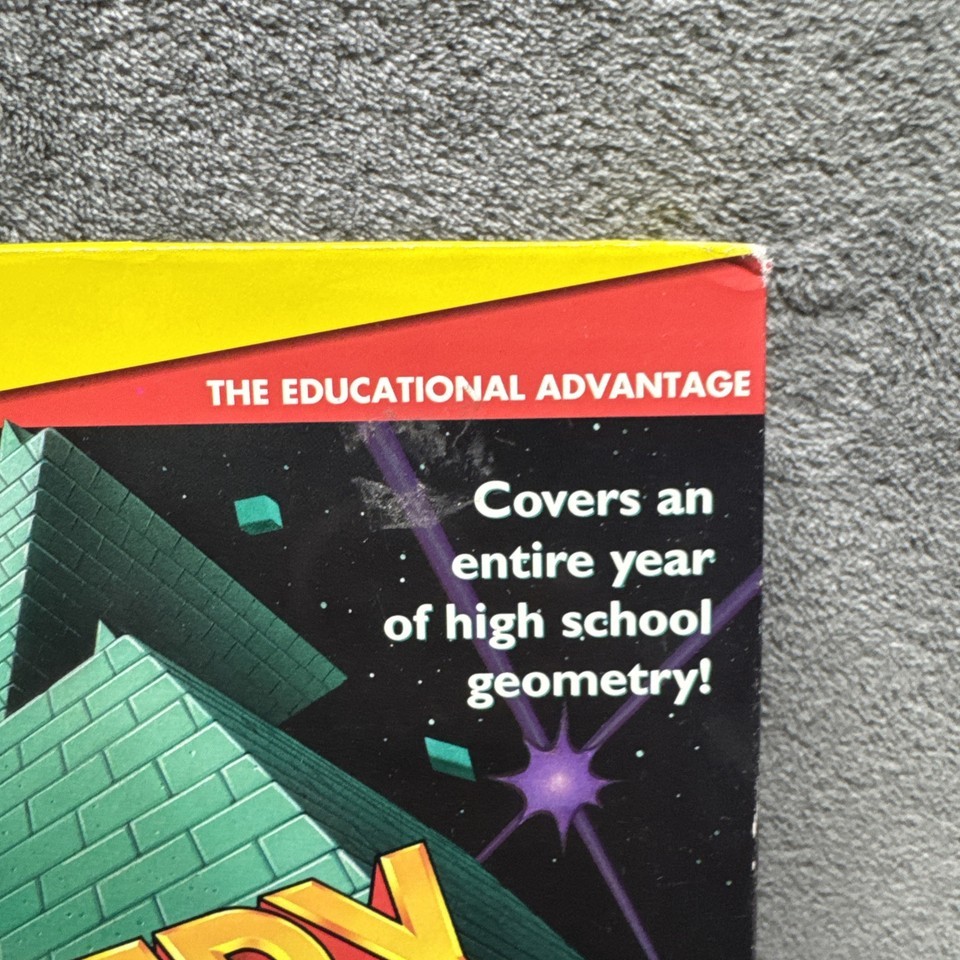 THE EDUCATIONAL ADVANTAGE
Covers an
entire year
of high school
geometry!